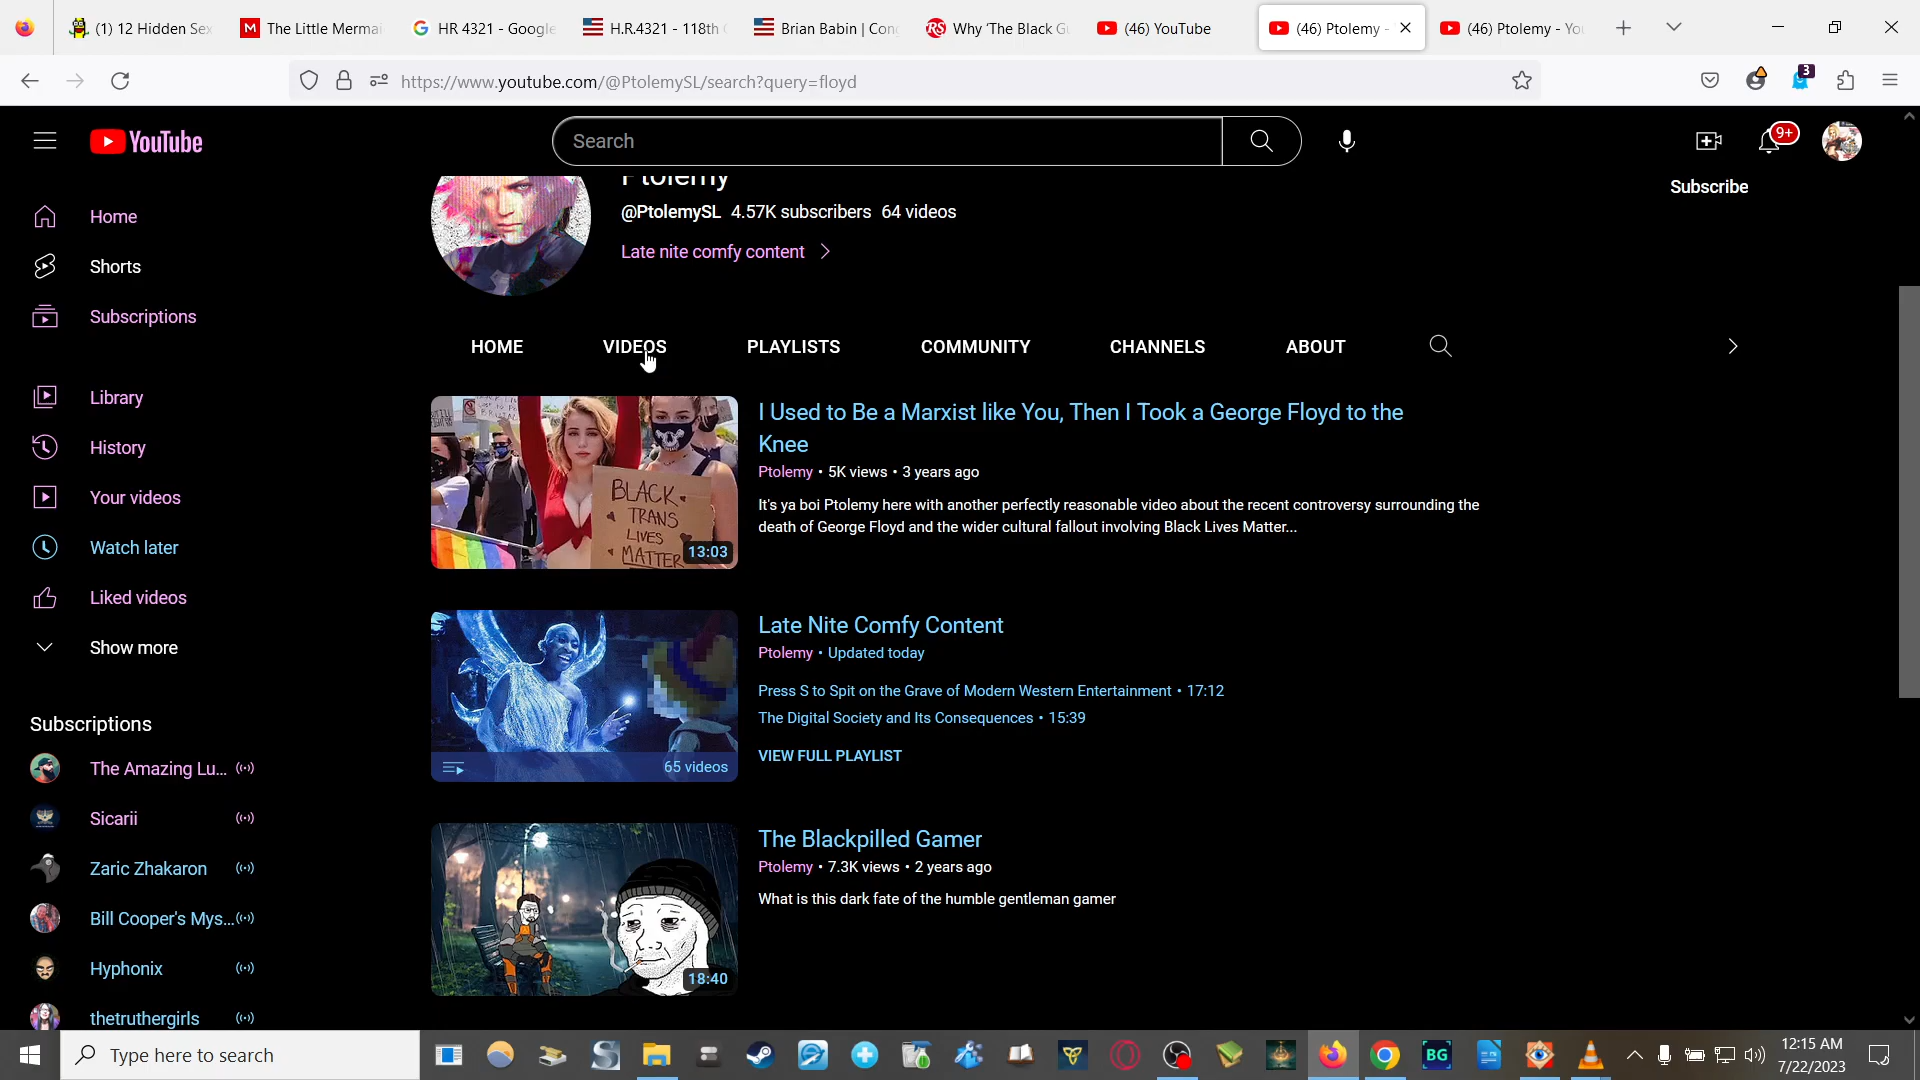 (1) 12 Hidden Sex
The Little Mermai
HR 4321 - Google
H.R.4321 - 118th
Brian Babin | Con
Why 'The Black G
(46) YouTube
(46) Ptolemy -
(46) Ptolemy - Yo
https://www.youtube.com/@PtolemySL/search?query=floyd
3
YouTube
Search
9+
Home
Shorts
Subscriptions
Library
History
Your videos
Watch later
Liked videos
Show more
Subscriptions
The Amazing Lu...
Sicarii
Zaric Zhakaron
Bill Cooper's Mys...
Hyphonix
thetruthergirls
Ptolemy
@PtolemySL 4.57K subscribers 64 videos
Late nite comfy content
Subscribe
HOME VIDEOS PLAYLISTS COMMUNITY CHANNELS ABOUT
BLACK
TRANS
LIVES
MATTER
13:03
I Used to Be a Marxist like You, Then I Took a George Floyd to the
Knee
Ptolemy • 5K views • 3 years ago
It's ya boi Ptolemy here with another perfectly reasonable video about the recent controversy surrounding the
death of George Floyd and the wider cultural fallout involving Black Lives Matter...
65 videos
Late Nite Comfy Content
Ptolemy • Updated today
Press S to Spit on the Grave of Modern Western Entertainment • 17:12
The Digital Society and Its Consequences • 15:39
VIEW FULL PLAYLIST
18:40
The Blackpilled Gamer
Ptolemy • 7.3K views • 2 years ago
What is this dark fate of the humble gentleman gamer
Type here to search
BG
12:15 AM
7/22/2023